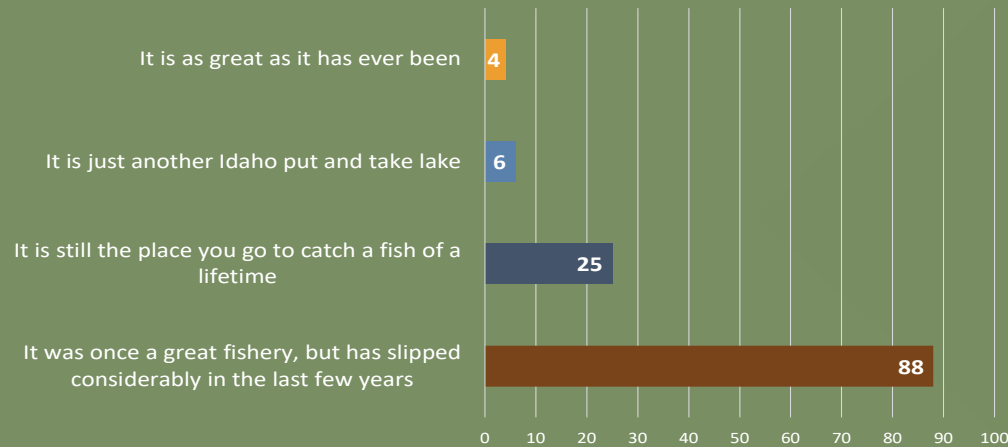 It is as great as it has ever been
4
It is just another Idaho put and take lake
6
It is still the place you go to catch a fish of a
lifetime
25
It was once a great fishery, but has slipped
considerably in the last few years
88
0 10 20 30 40 50 60 70 80 90 100